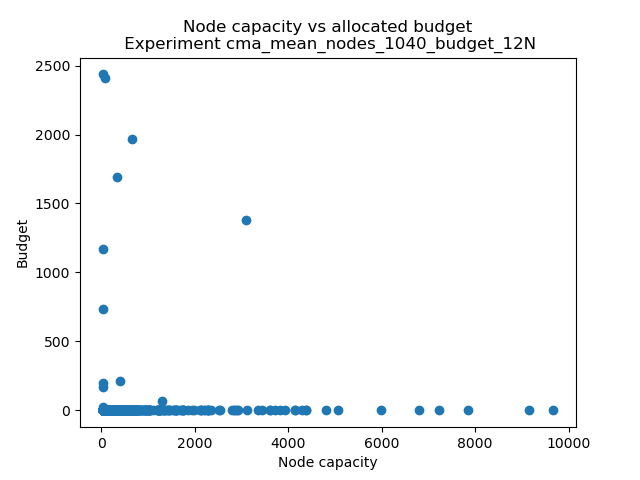 Node capacity vs allocated budget
Experiment cma_mean_nodes_1040_budget_12N
2500
2000
1500
1000
500
0
Budget
0 2000 4000 6000 8000 10000
Node capacity